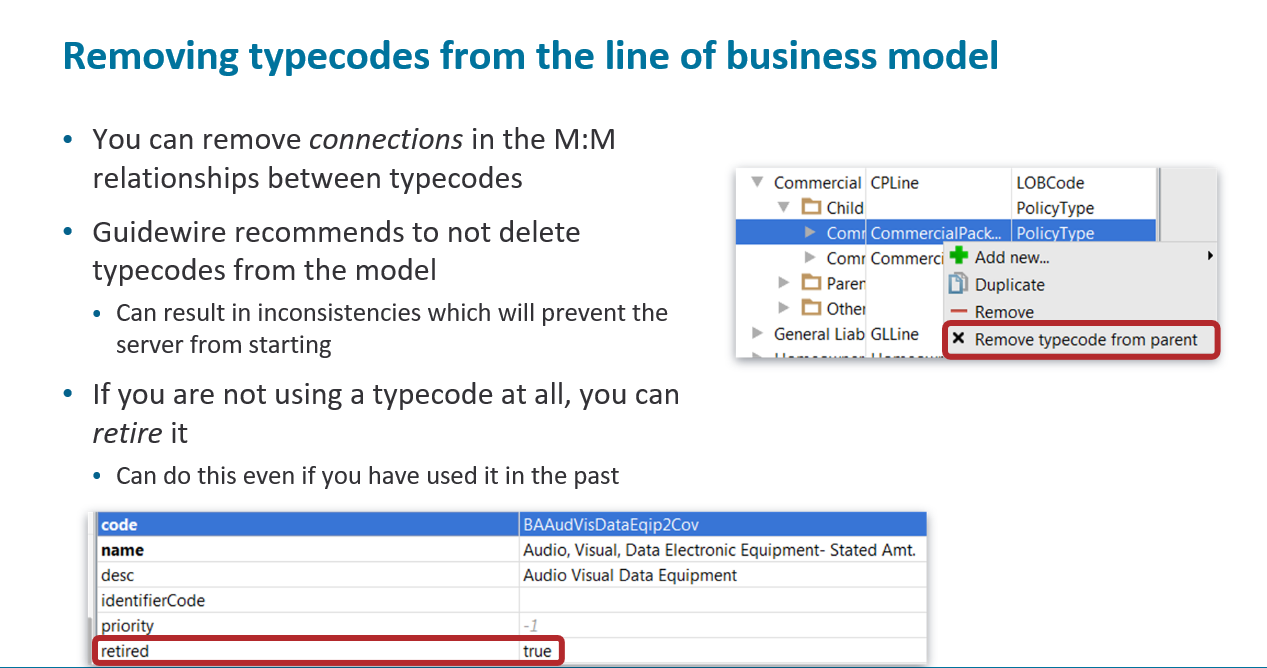 Removing typecodes from the line of business model
• You can remove connections in the M:M
relationships between typecodes
• Guidewire recommends to not delete
typecodes from the model
• Can result in inconsistencies which will prevent the
server from starting
• If you are not using a typecode at all, you can
retire it
• Can do this even if you have used it in the past
Commercial CPLine LOBCode
Child PolicyType
Comr CommercialPack... PolicyType
Comr Commerci
Paren
Other
General Liab GLLine
Add new...
Duplicate
Remove
Remove typecode from parent
code BAAudVisDataEqip2Cov
name Audio, Visual, Data Electronic Equipment- Stated Amt.
desc Audio Visual Data Equipment
identifierCode
priority -1
retired true